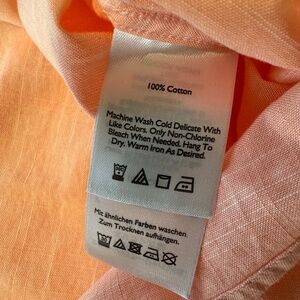 100% Cotton
Machine Wash Cold Delicate With
Like Colors. Only Non-Chlorine
Bleach When Needed. Hang To
Dry. Warm Iron As Desired.
Mit ähnlichen Farben waschen.
Zum Trocknen aufhängen.